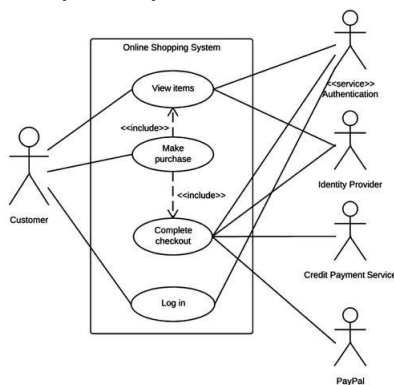 Online Shopping System
View items
<<service>>
Authentication
<<include>>
Make
purchase
<<include>>
Identity Provider
Customer
Complete
checkout
Credit Payment Service
Log in
PayPal